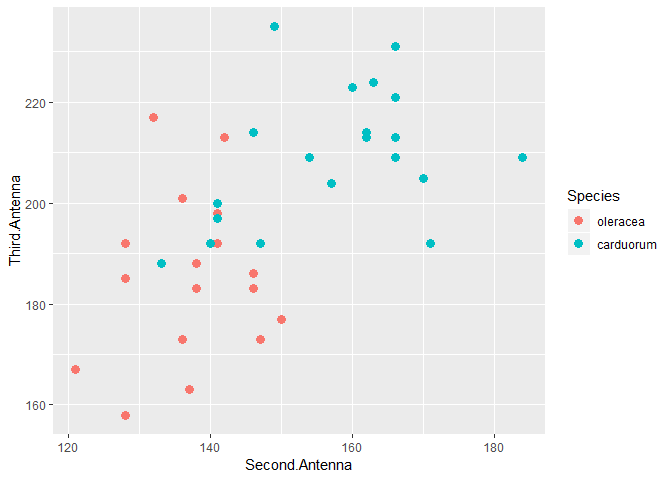 220
200
180
160
Third.Antenna
120 140 160 180
Second.Antenna
Species
oleracea
carduorum